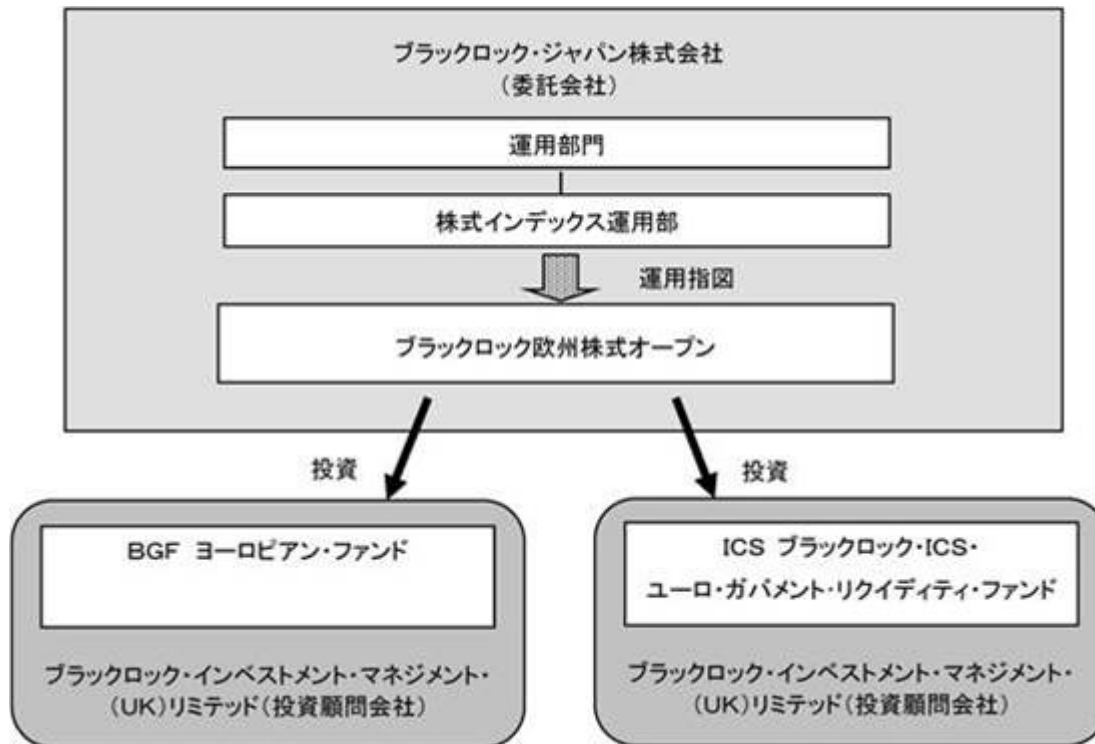 ブラックロック・ジャパン株式会社
（委託会社）
運用部門
株式インデックス運用部
運用指図
ブラックロック欧州株式オープン
投資
投資
BGF ヨーロピアン・ファンド
ICS ブラックロック・ICS・
ユーロ・ガバメント・リクイディティ・ファンド
ブラックロック・インベストメント・マネジメント・
（UK）リミテッド（投資顧問会社）
ブラックロック・インベストメント・マネジメント・
（UK）リミテッド（投資顧問会社）